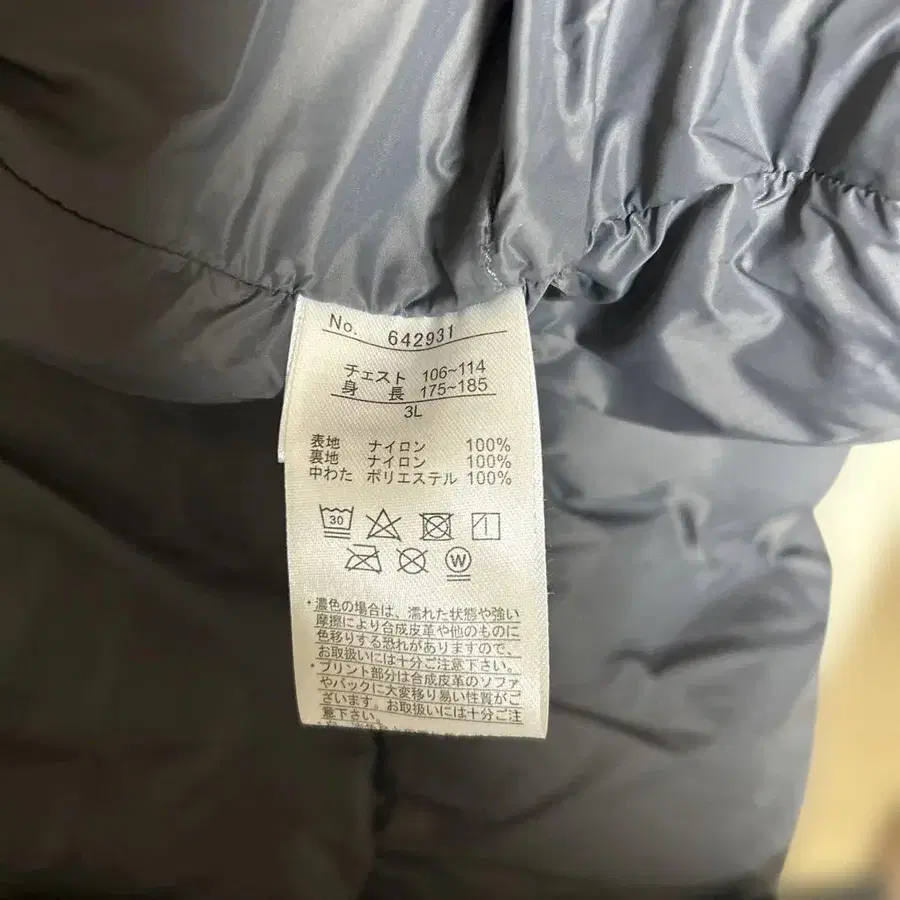 No. 642931
チェスト 106~114
身 長 175~185
3L
表地 ナイロン 100%
裏地 ナイロン 100%
中わた ポリエステル 100%
30
W
・濃色の場合は、濡れた状態や強い
摩擦により合成皮革や他のものに
色移りする恐れがありますので、
お取扱いには十分ご注意下さい。
・プリント部分は合成皮革のソファ
やバックに大変移り易い性質がご
ざいます。お取扱いには十分ご注
意下さい。